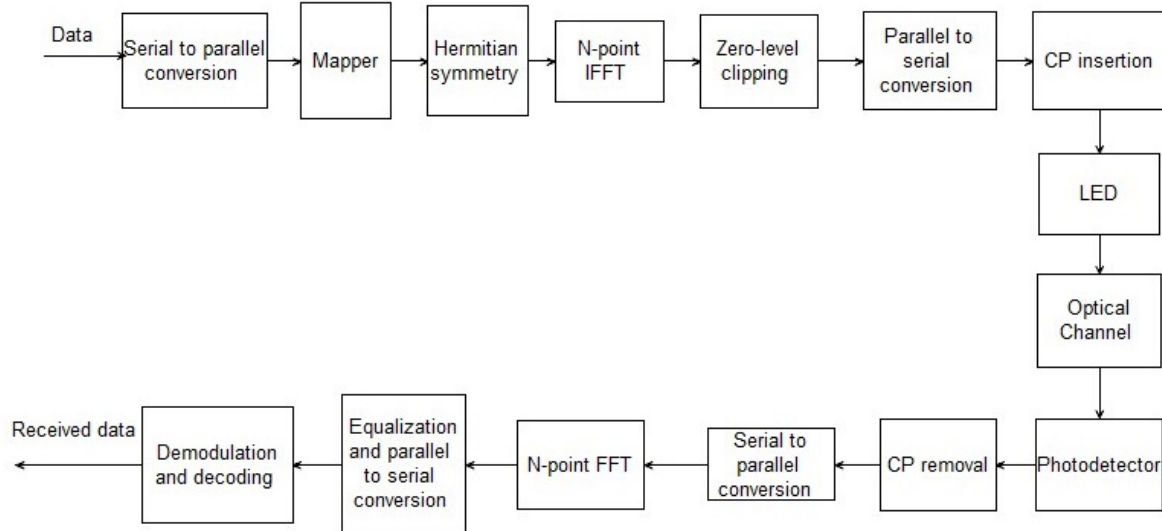 Data
Serial to parallel
conversion
Mapper
Hermitian
symmetry
N-point
IFFT
Zero-level
clipping
Parallel to
serial
conversion
CP insertion
LED
Optical
Channel
Photodetector
CP removal
Serial to
parallel
conversion
N-point FFT
Equalization
and parallel
to serial
conversion
Demodulation
and decoding
Received data